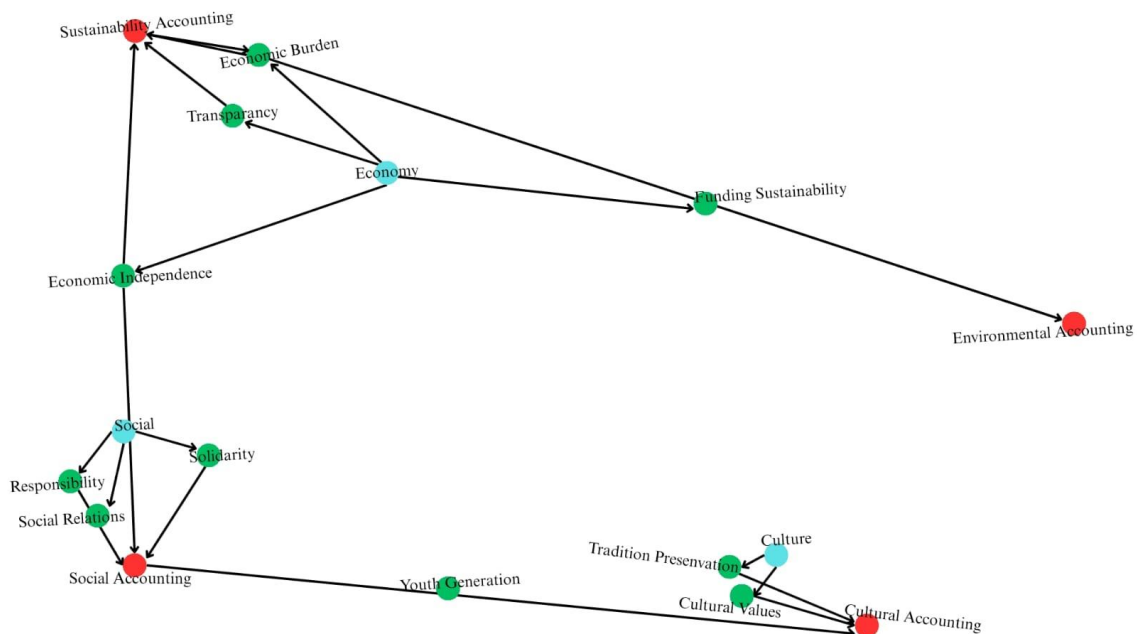 Sustainability Accounting
Economic Burden
Transparancy
Economy
Funding Sustainability
Economic Independence
Environmental Accounting
Social
Solidarity
Responsibility
Social Relations
Social Accounting
Culture
Tradition Presenvation
Youth Generation
Cultural Values
Cultural Accounting